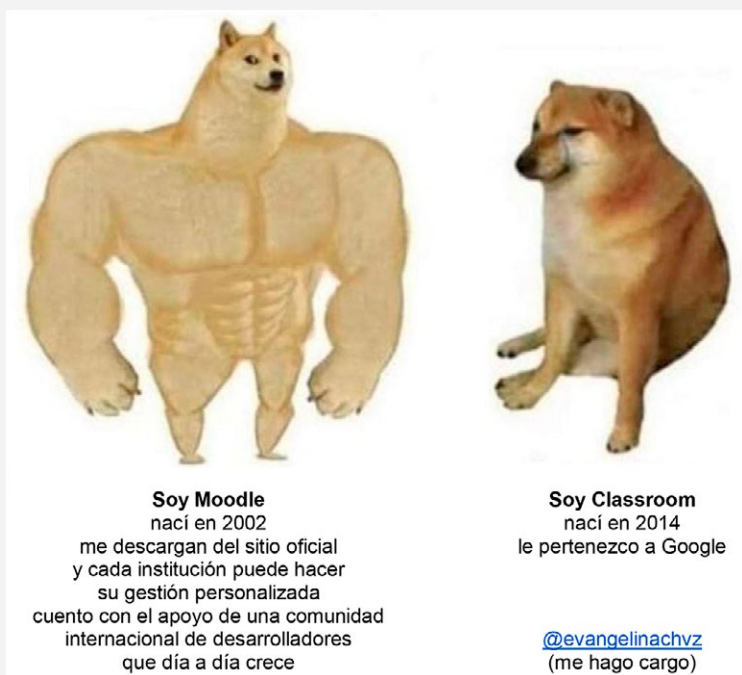 Soy Moodle
nací en 2002
me descargan del sitio oficial
y cada institución puede hacer
su gestión personalizada
cuento con el apoyo de una comunidad
internacional de desarrolladores
que día a día crece
Soy Classroom
nací en 2014
le pertenezco a Google
@evangelinachvz
(me hago cargo)